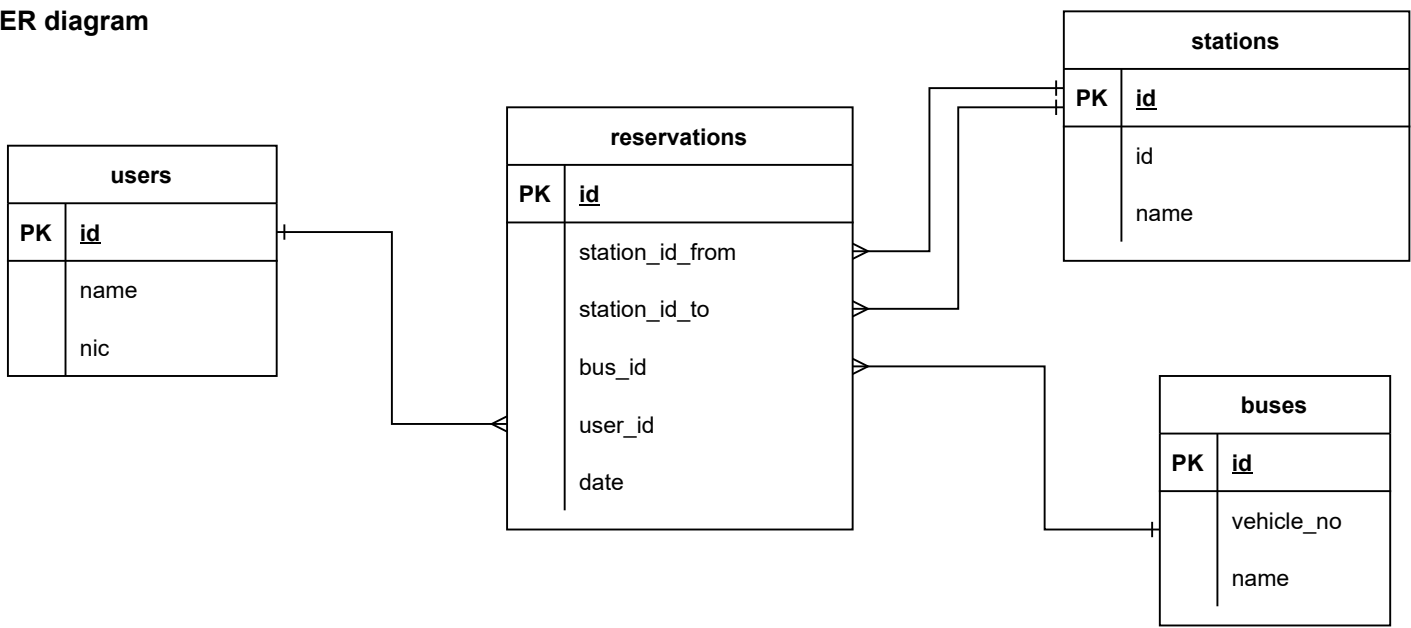 ER diagram
users
PK id
name
nic
reservations
PK id
station_id_from
station_id_to
bus_id
user_id
date
stations
PK id
id
name
buses
PK id
vehicle_no
name